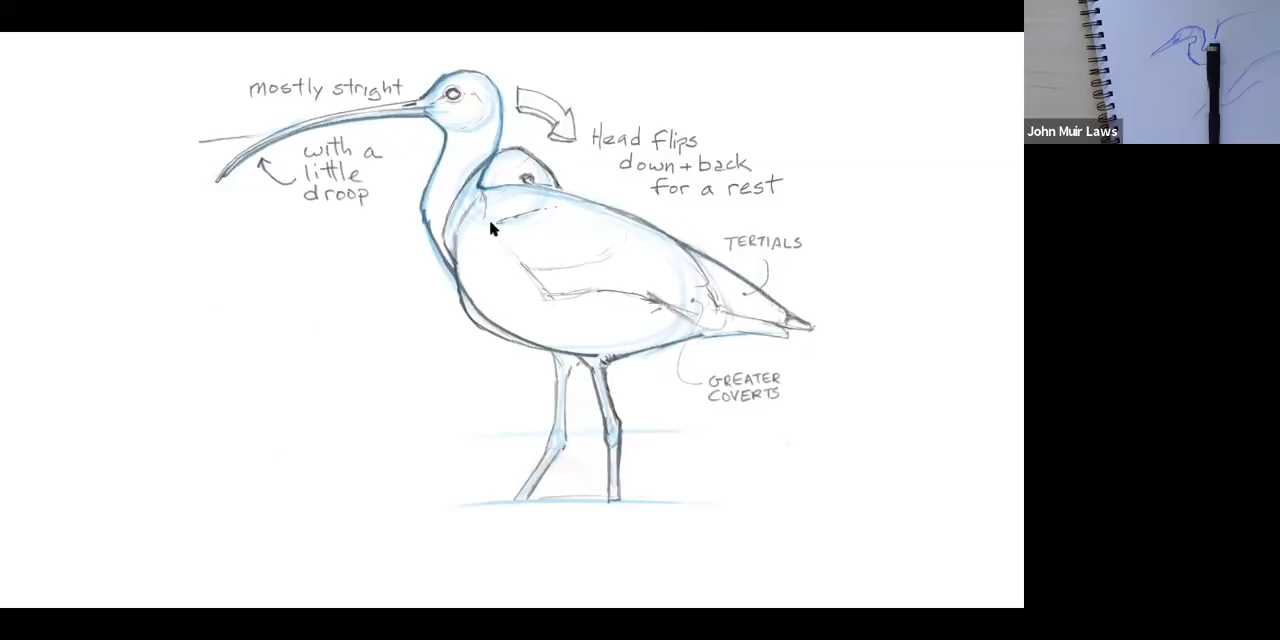 mostly stright
with a
little
droop
Head flips
down + back
for a rest
TERTIALS
GREATER
COVERTS
John Muir Laws